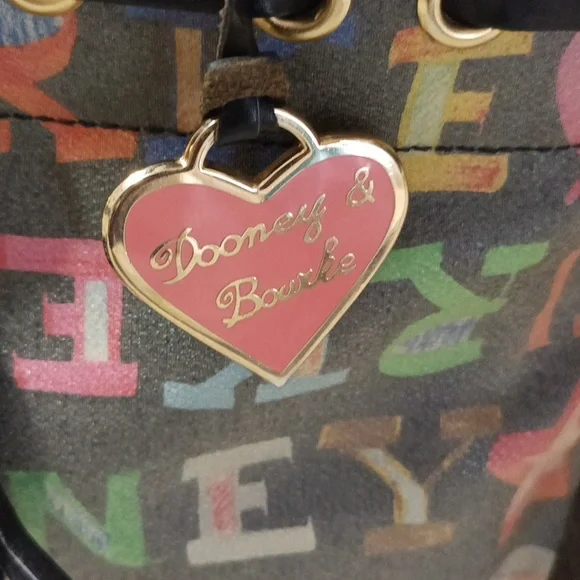 Dooney &
Bourke
R I E
E K R
N E Y